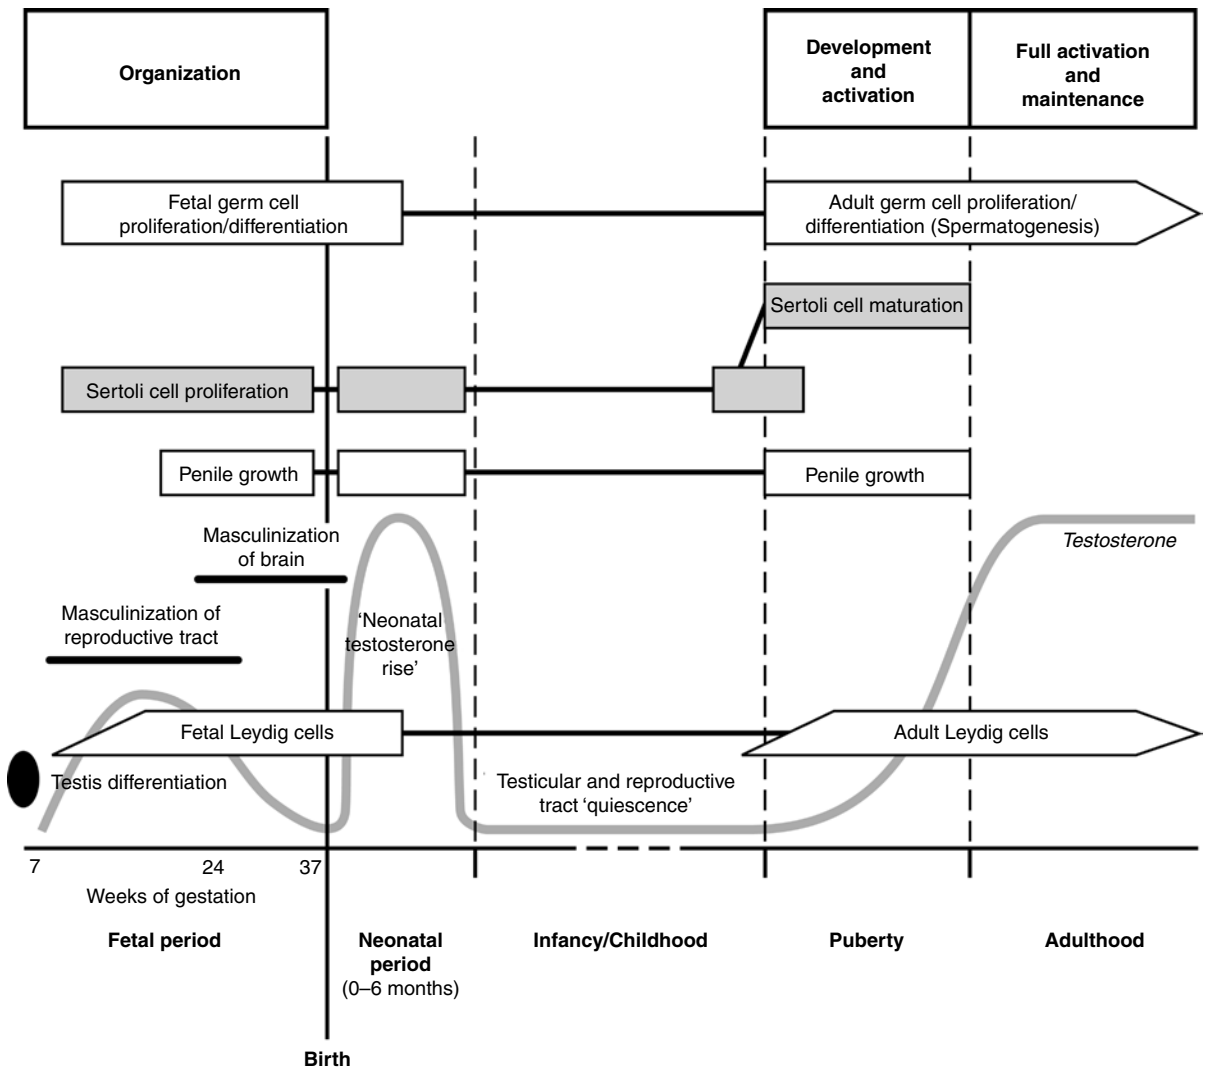 Organization
Development
and
activation
Full activation
and
maintenance
Fetal germ cell
proliferation/differentiation
Adult germ cell proliferation/
differentiation (Spermatogenesis)
Sertoli cell maturation
Sertoli cell proliferation
Penile growth
Penile growth
Masculinization
of brain
Testosterone
Masculinization of
reproductive tract
‘Neonatal
testosterone
rise’
Fetal Leydig cells
Adult Leydig cells
Testis differentiation
Testicular and reproductive
tract ‘quiescence’
7
24
37
Weeks of gestation
Fetal period
Neonatal
period
(0–6 months)
Infancy/Childhood
Puberty
Adulthood
Birth